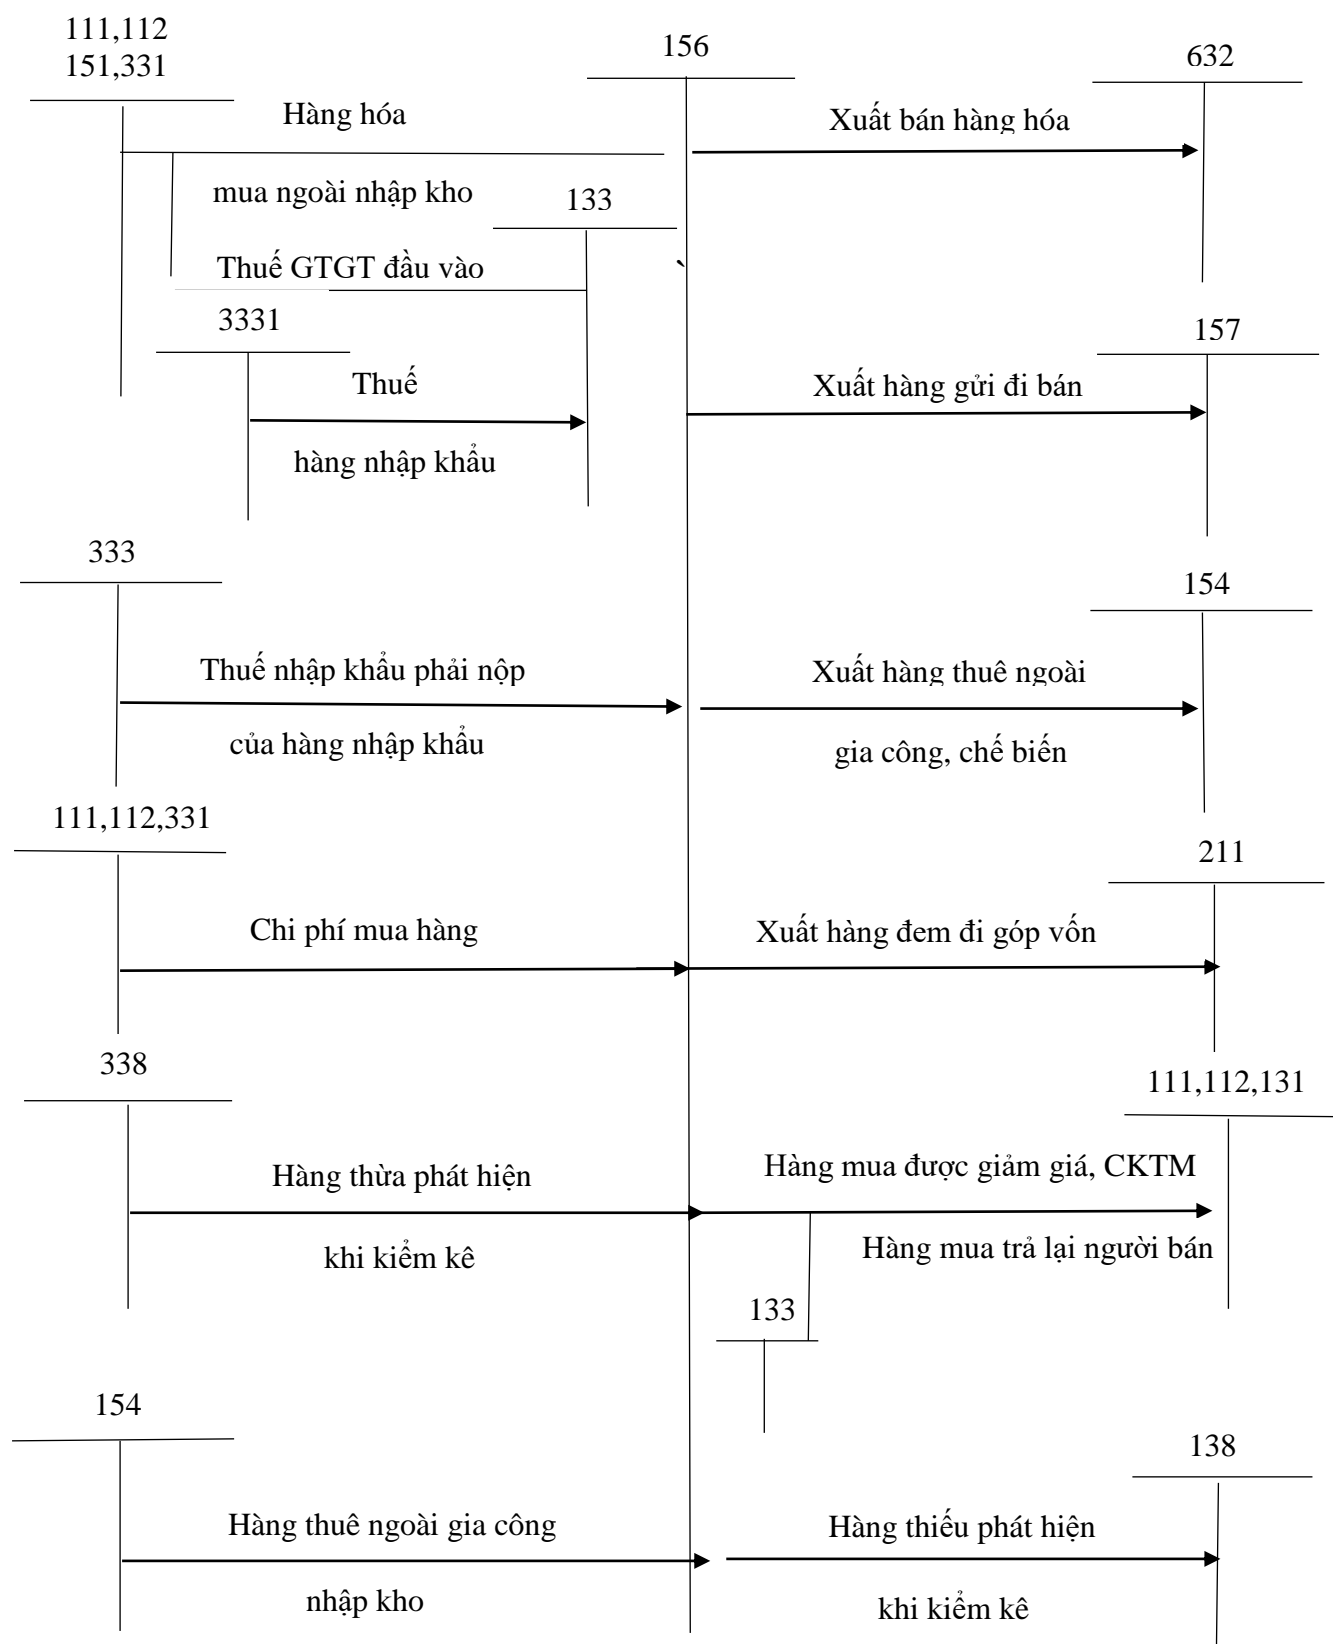 111,112
151,331
156
632
Hàng hóa
Xuất bán hàng hóa
mua ngoài nhập kho
133
Thuế GTGT đầu vào
`
3331
157
Thuế
Xuất hàng gửi đi bán
hàng nhập khẩu
333
154
Thuế nhập khẩu phải nộp
Xuất hàng thuê ngoài
của hàng nhập khẩu
gia công, chế biến
111,112,331
211
Chi phí mua hàng
Xuất hàng đem đi góp vốn
338
111,112,131
Hàng thừa phát hiện
Hàng mua được giảm giá, CKTM
khi kiểm kê
Hàng mua trả lại người bán
133
154
138
Hàng thuê ngoài gia công
Hàng thiếu phát hiện
nhập kho
khi kiểm kê